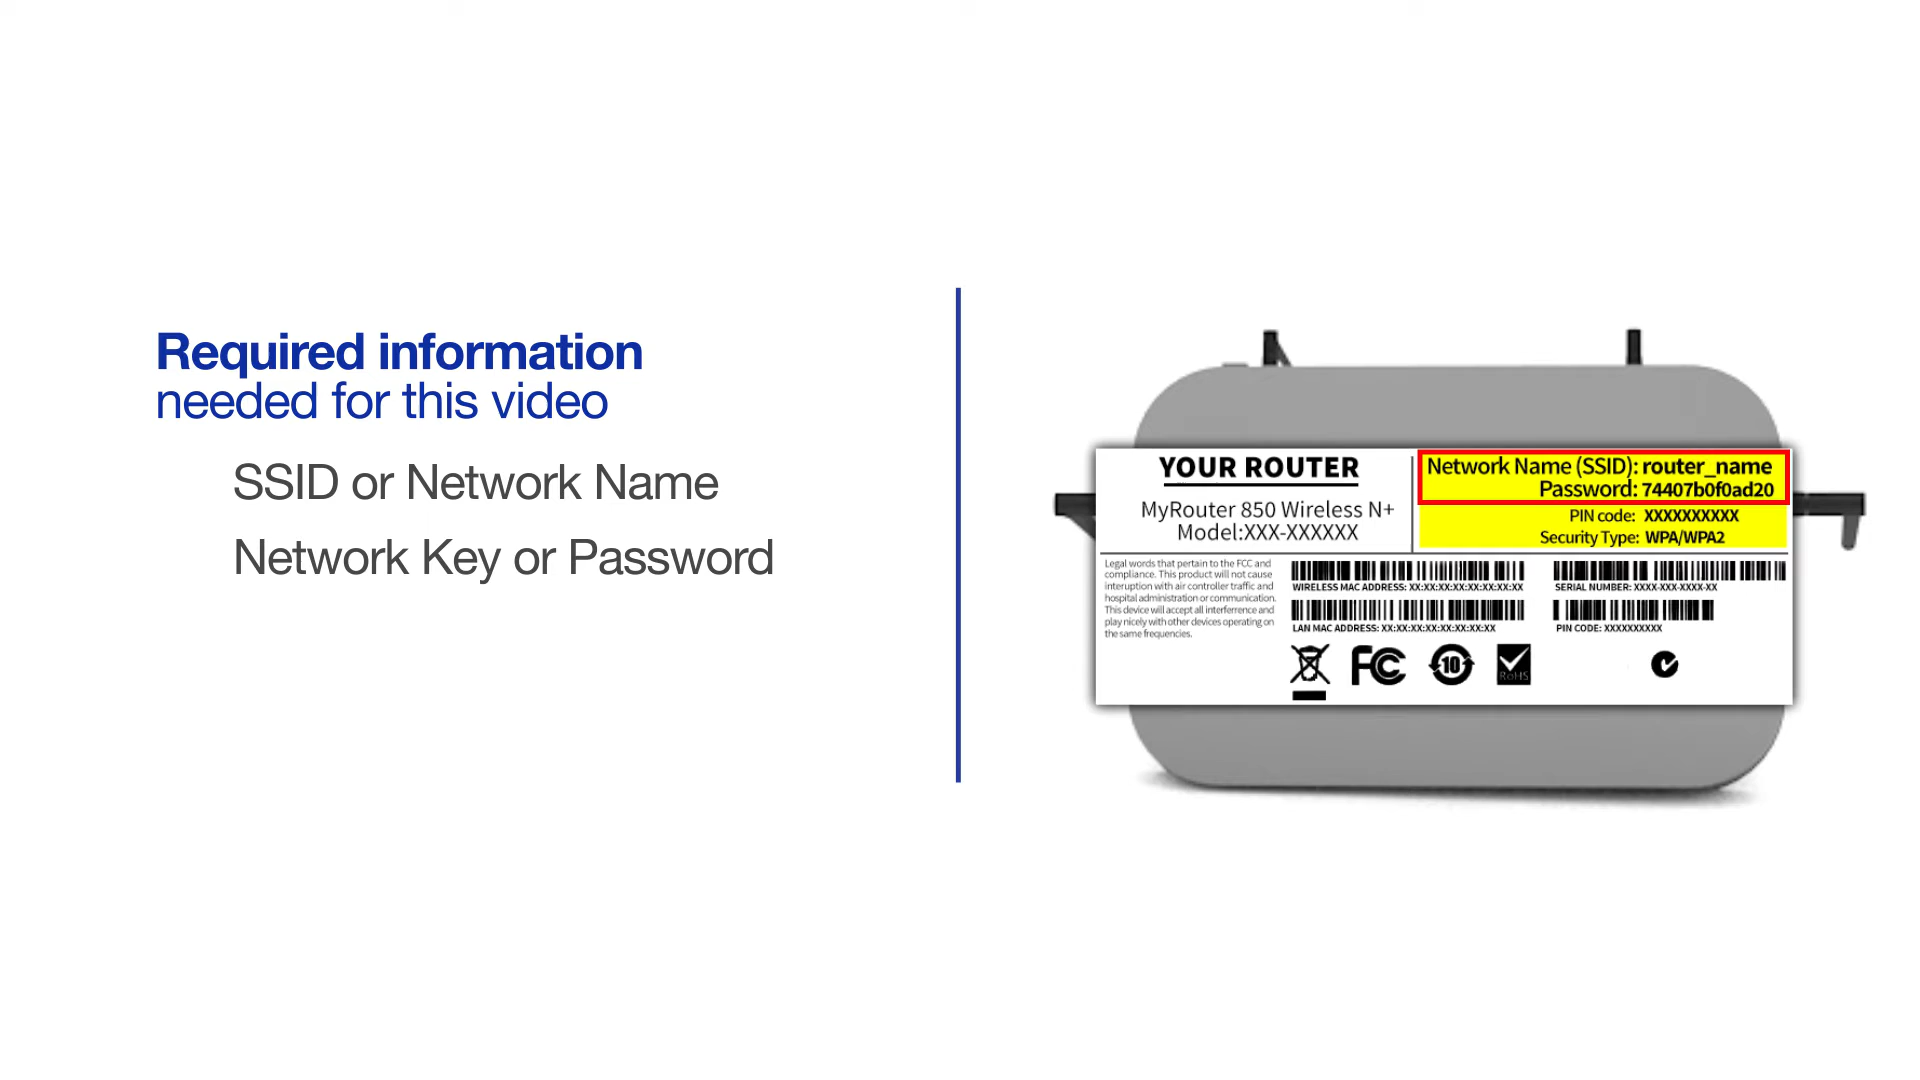 Required information
needed for this video
SSID or Network Name
Network Key or Password
YOUR ROUTER
MyRouter 850 Wireless N+
Model:XXX-XXXXXX
Network Name (SSID): router_name
Password: 74407b0f0ad20
PIN code: XXXXXXXXXX
Security Type: WPA/WPA2
Legal words that pertain to the FCC and
compliance. This product will not cause
interuption with air controller traffic and
hospital administration or communication.
This device will accept all interferrence and
play nicely with other devices operating on
the same frequencies.
WIRELESS MAC ADDRESS: XX:XX:XX:XX:XX:XX:XX:XX
SERIAL NUMBER: XXXX-XXX-XXXX-XX
LAN MAC ADDRESS: XX:XX:XX:XX:XX:XX:XX:XX
PIN CODE: XXXXXXXXXX
FC
10
RoHS